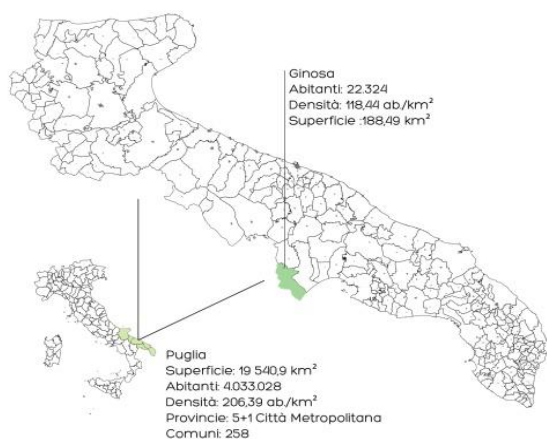 Ginosa
Abitanti: 22.324
Densità: 118,44 ab./km²
Superficie :188,49 km²
Puglia
Superficie: 19 540,9 km²
Abitanti: 4.033.028
Densità: 206,39 ab./km²
Provincie: 5+1 Città Metropolitana
Comuni: 258